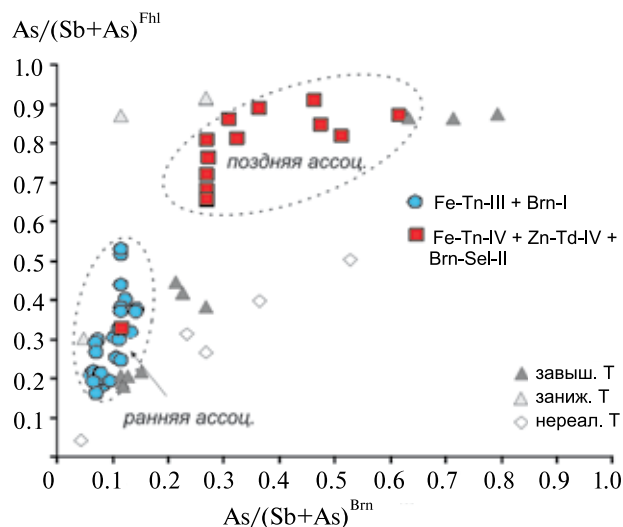 As/(Sb+As)^Fhl
1.0
0.9
0.8
0.7
0.6
0.5
0.4
0.3
0.2
0.1
0
поздняя ассоц.
Fe-Tn-III + Brn-I
Fe-Tn-IV + Zn-Td-IV +
Brn-Sel-II
ранняя ассоц.
завыш. Т
заниж. Т
нереал. Т
0.1 0.2 0.3 0.4 0.5 0.6 0.7 0.8 0.9 1.0
As/(Sb+As)^Brn